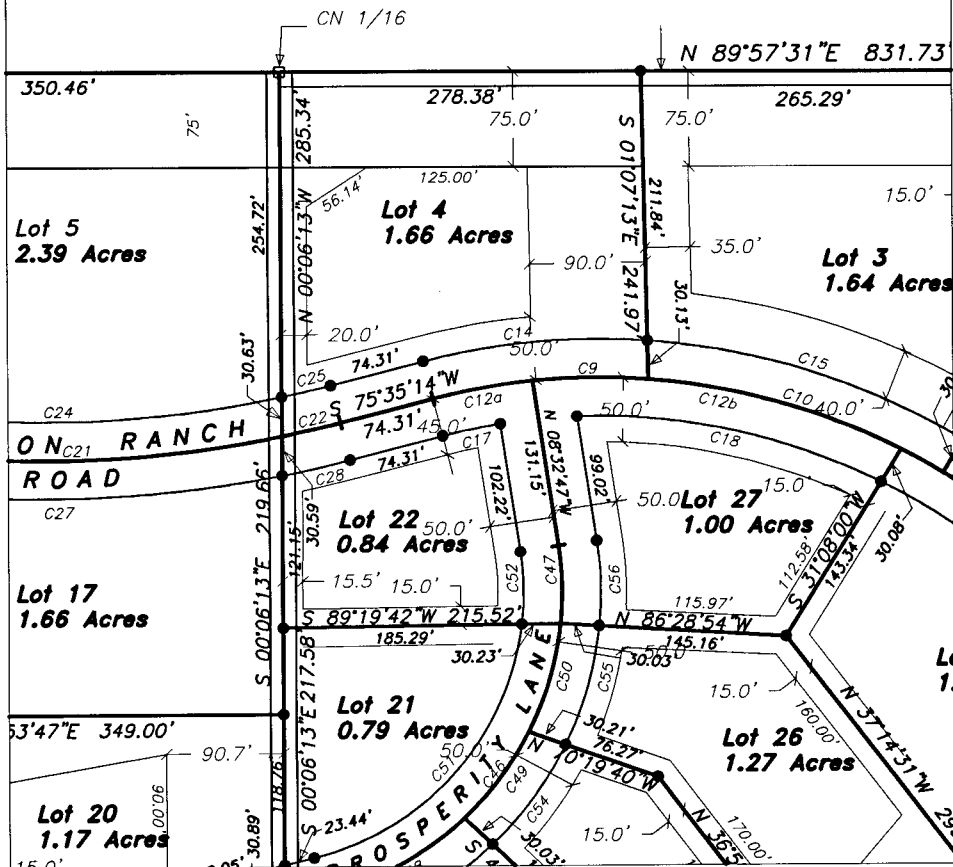 CN 1/16
N 89°57'31"E 831.73'
350.46'
278.38'
265.29'
75'
75.0'
75.0'
N 00°06'13"W 285.34'
254.72'
S 01°07'13"E 241.97'
211.84'
125.00'
56.14'
15.0'
Lot 5
2.39 Acres
Lot 4
1.66 Acres
35.0'
90.0'
Lot 3
1.64 Acres
30.13'
20.0'
C14
50.0'
C15
30.63'
C25
74.31'
C9
C24
C22
S 75°35'14"W
74.31'
C12a
C12b
C10
40.0'
ON RANCH
C21
ROAD
45.0'
C17
50.0'
C18
C27
C28
74.31'
N 08°32'47"W
131.15'
102.22'
99.02'
50.0'
50.0'
15.0'
Lot 27
1.00 Acres
S 31°08'00"W
143.34'
112.58'
30.08'
Lot 22
0.84 Acres
S 00°06'13"E 219.66'
121.15'
30.59'
Lot 17
1.66 Acres
15.5'
15.0'
C52
C47
C56
115.97'
S 89°19'42"W 215.52'
185.29'
30.23'
N 86°28'54"W
145.16'
30.03
50.0'
S 00°06'13"E 217.58'
Lot 21
0.79 Acres
C50
C55
15.0'
160.00'
N 37°14'31"W
53'47"E 349.00'
90.7'
118.76'
30.21'
76.27'
N 70°19'40"W
Lot 26
1.27 Acres
50.0'
C51
C46
C49
C54
PROSPERITY LANE
Lot 20
1.17 Acres
90.00'
15.0'
30.89'
23.44'
30.03'
15.0'
170.00'
N 36°5